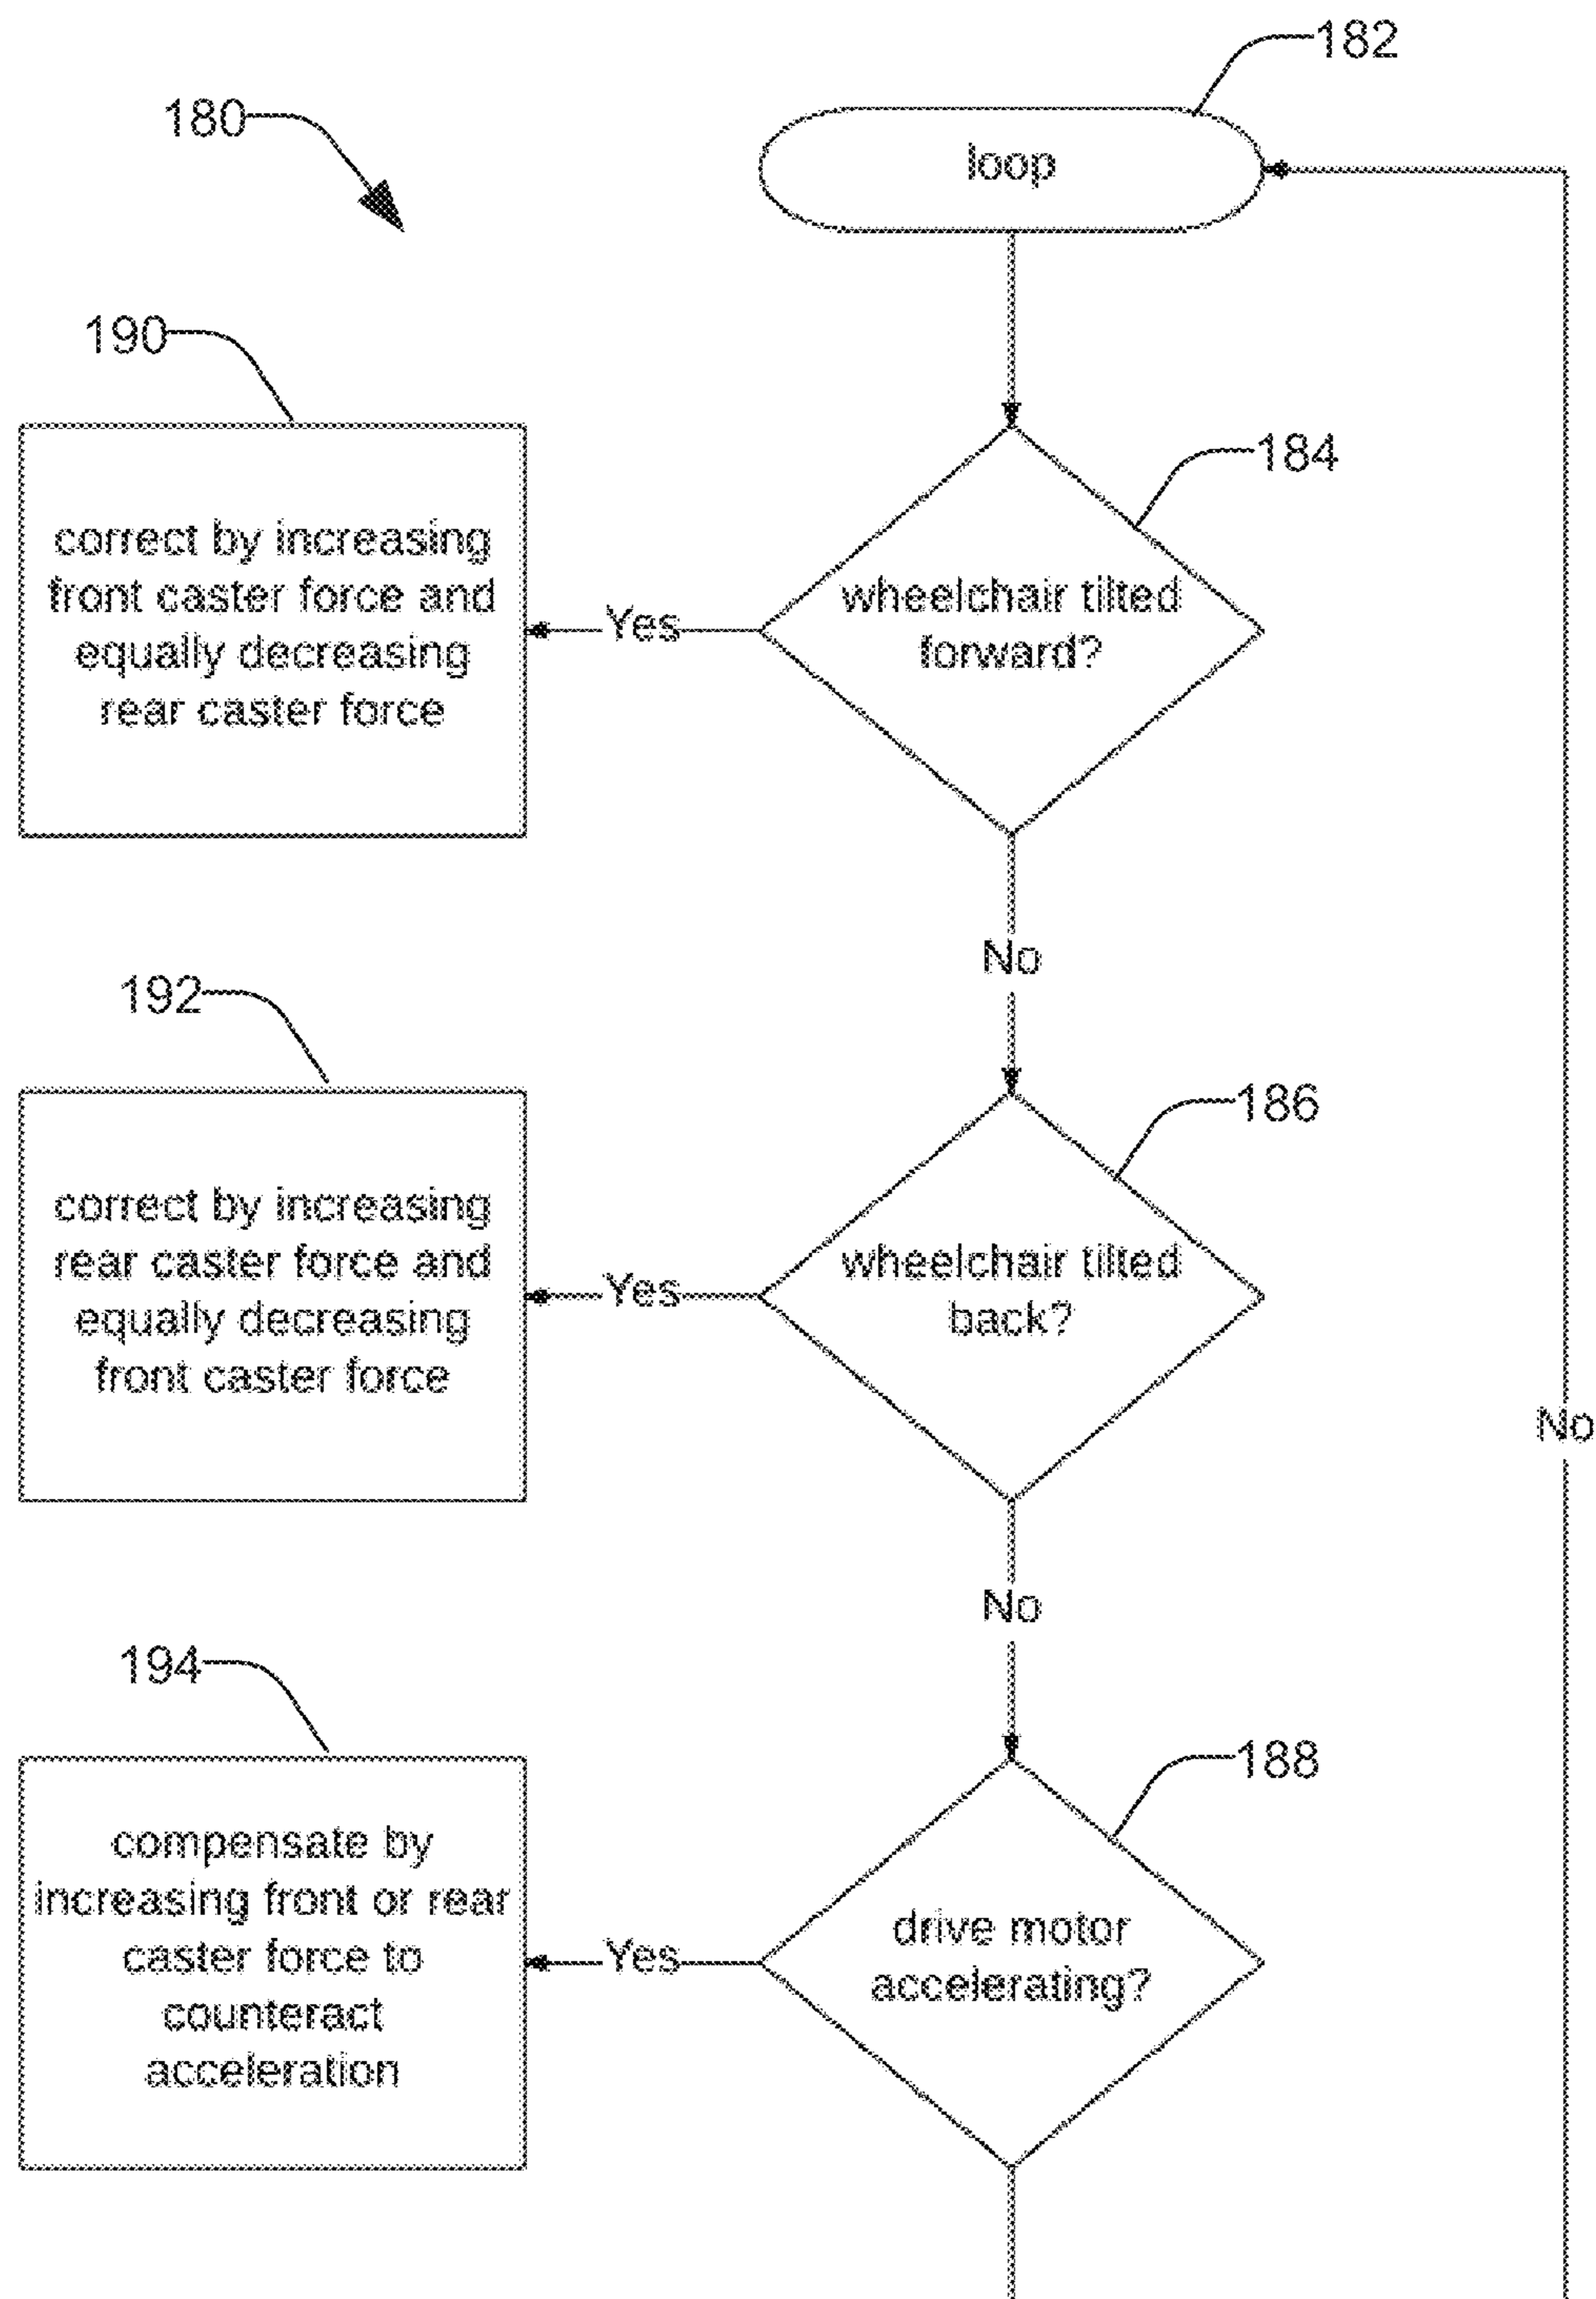 182
180
loop
190
184
correct by increasing
front caster force and
equally decreasing
rear caster force
Yes
wheelchair tilted
forward?
No
192
186
correct by increasing
rear caster force and
equally decreasing
front caster force
Yes
wheelchair tilted
back?
No
No
194
188
compensate by
increasing front or rear
caster force to
counteract
acceleration
Yes
drive motor
accelerating?